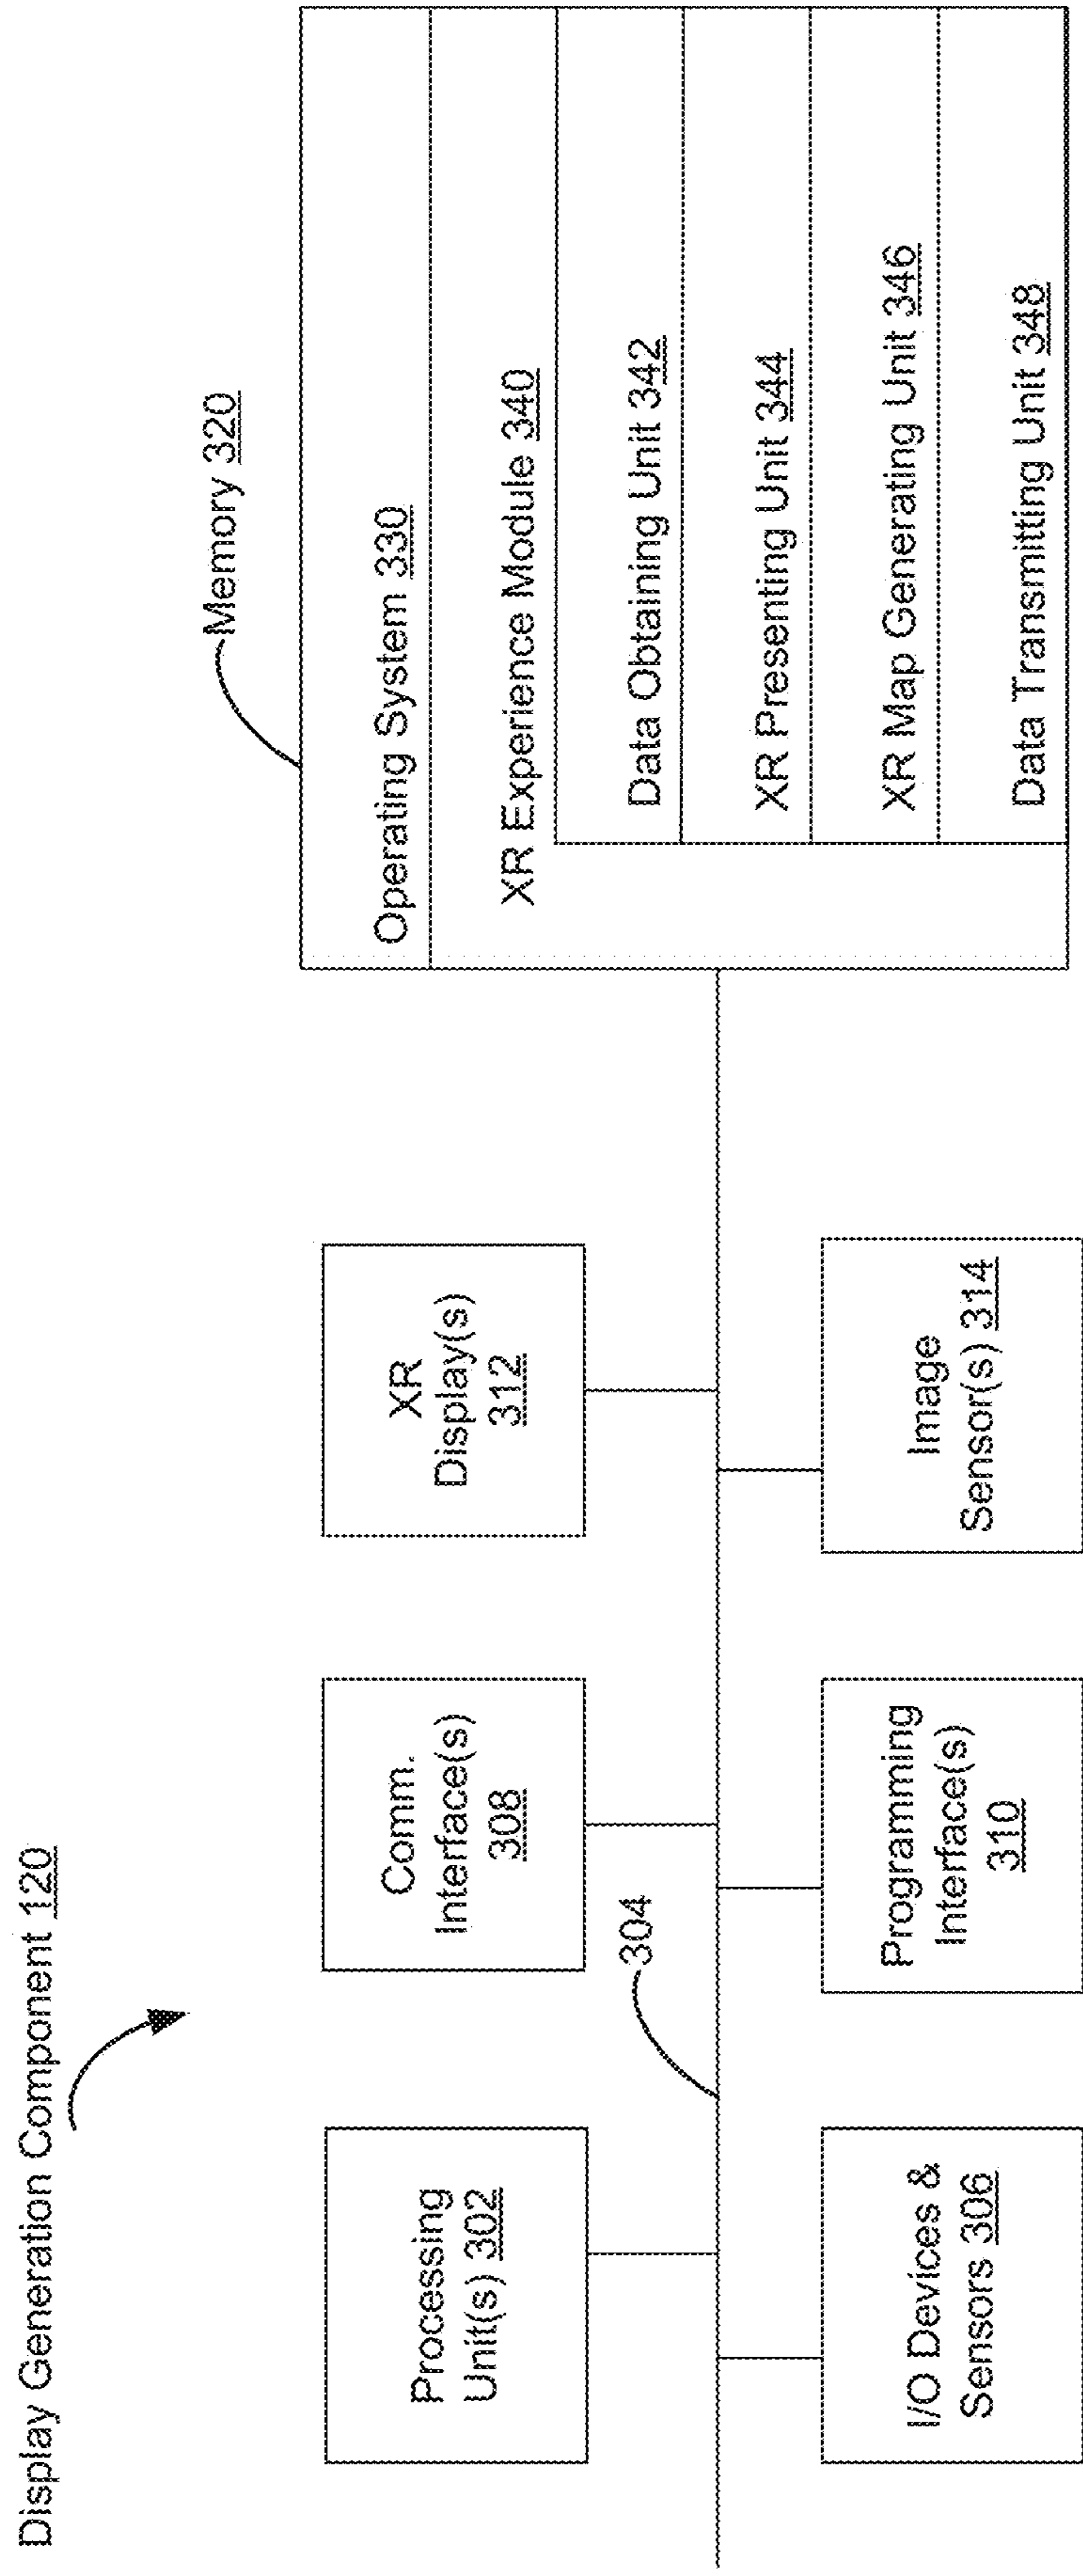 Display Generation Component 120
Memory 320
Processing
Unit(s) 302
Comm.
Interface(s)
308
XR
Display(s)
312
304
I/O Devices &
Sensors 306
Programming
Interface(s)
310
Image
Sensor(s) 314
Operating System 330
XR Experience Module 340
Data Obtaining Unit 342
XR Presenting Unit 344
XR Map Generating Unit 346
Data Transmitting Unit 348